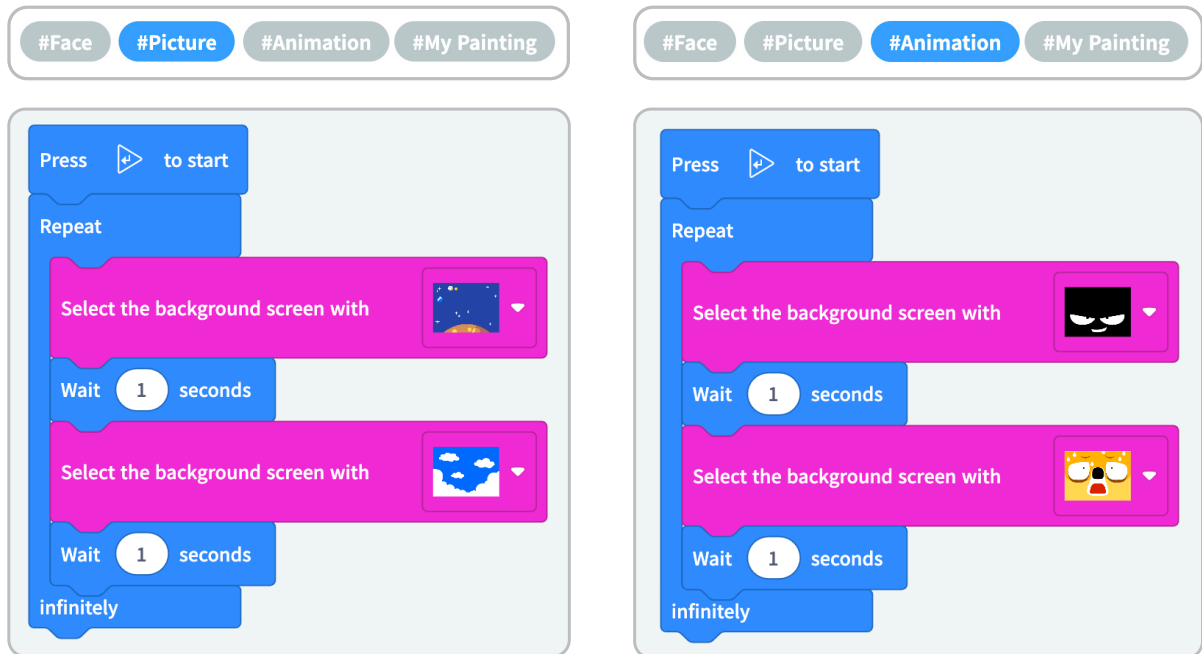 #Face #Picture #Animation #My Painting
Press to start
Repeat
Select the background screen with
Wait 1 seconds
Select the background screen with
Wait 1 seconds
infinitely
#Face #Picture #Animation #My Painting
Press to start
Repeat
Select the background screen with
Wait 1 seconds
Select the background screen with
Wait 1 seconds
infinitely